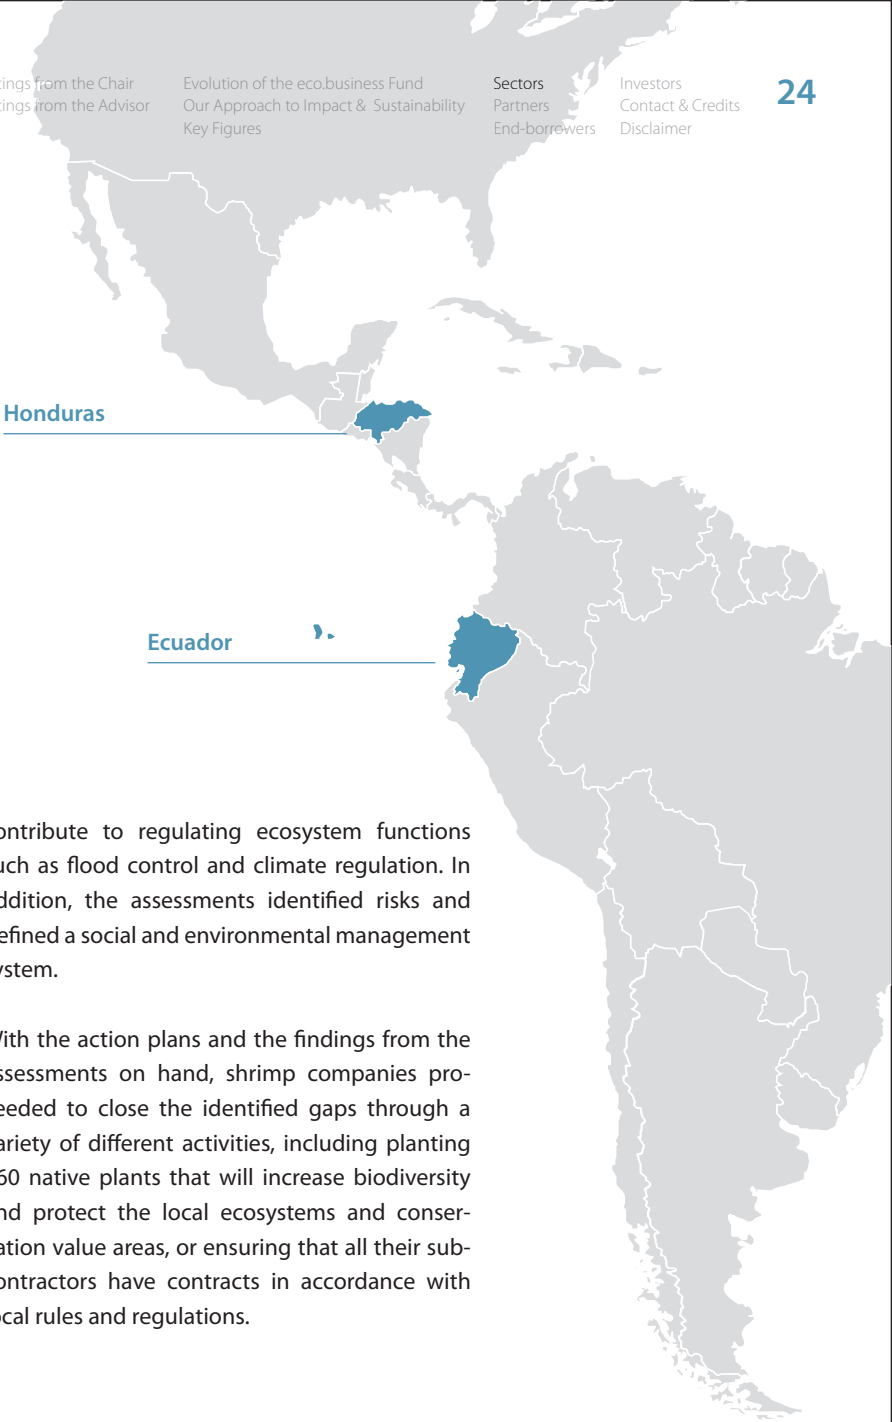 tings from the Chair
tings from the Advisor
Evolution of the eco.business Fund
Our Approach to Impact & Sustainability
Key Figures
Sectors
Partners
End-borrowers
Investors
Contact & Credits
Disclaimer
24
Honduras
Ecuador
ontribute to regulating ecosystem functions
uch as flood control and climate regulation. In
ddition, the assessments identified risks and
efined a social and environmental management
ystem.
With the action plans and the findings from the
ssessments on hand, shrimp companies pro-
eeded to close the identified gaps through a
ariety of different activities, including planting
60 native plants that will increase biodiversity
nd protect the local ecosystems and conser-
ation value areas, or ensuring that all their sub-
ontractors have contracts in accordance with
ocal rules and regulations.